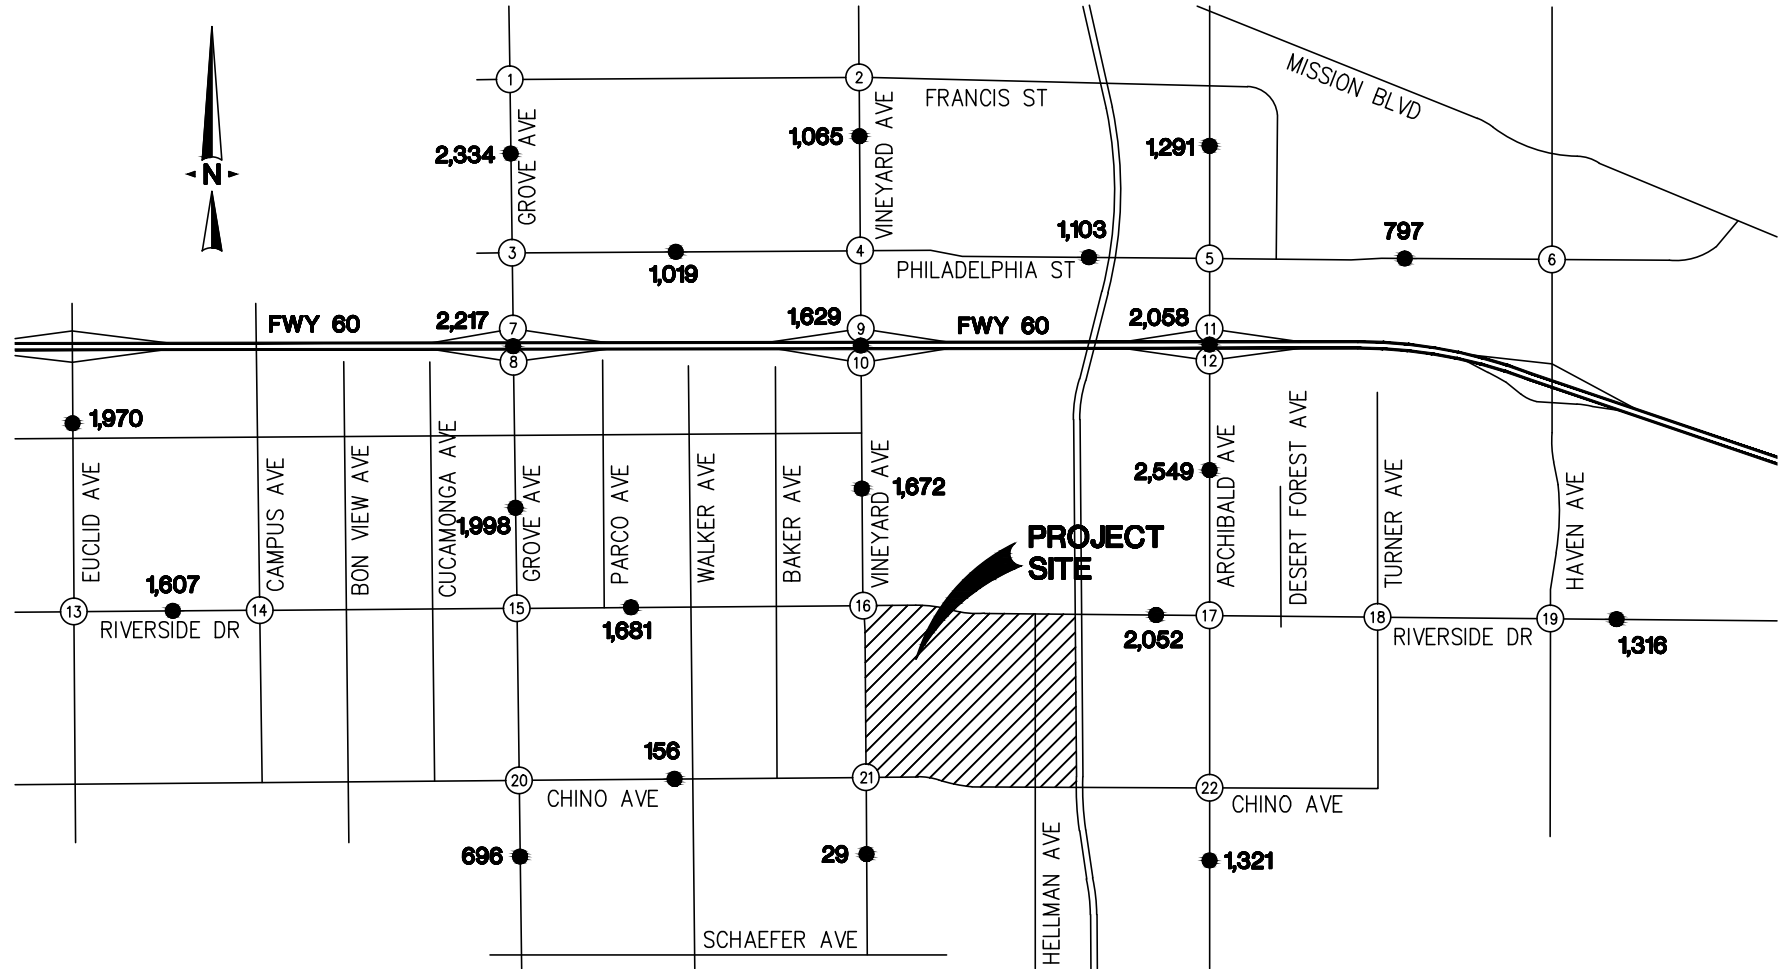 MISSION BLVD
1
2
FRANCIS ST
GROVE AVE
VINEYARD AVE
2,334
1,065
1,291
N
1,103
797
3
4
5
6
1,019
PHILADELPHIA ST
FWY 60
2,217
7
1,629
9
FWY 60
2,058
11
8
10
12
1,970
EUCLID AVE
CAMPUS AVE
BON VIEW AVE
CUCAMONGA AVE
1,998
GROVE AVE
PARCO AVE
WALKER AVE
BAKER AVE
VINEYARD AVE
1,672
2,549
ARCHIBALD AVE
DESERT FOREST AVE
TURNER AVE
HAVEN AVE
PROJECT
SITE
1,607
13
14
15
16
17
18
19
RIVERSIDE DR
1,681
2,052
RIVERSIDE DR
1,316
156
20
21
22
CHINO AVE
CHINO AVE
696
29
1,321
HELLMAN AVE
SCHAEFER AVE